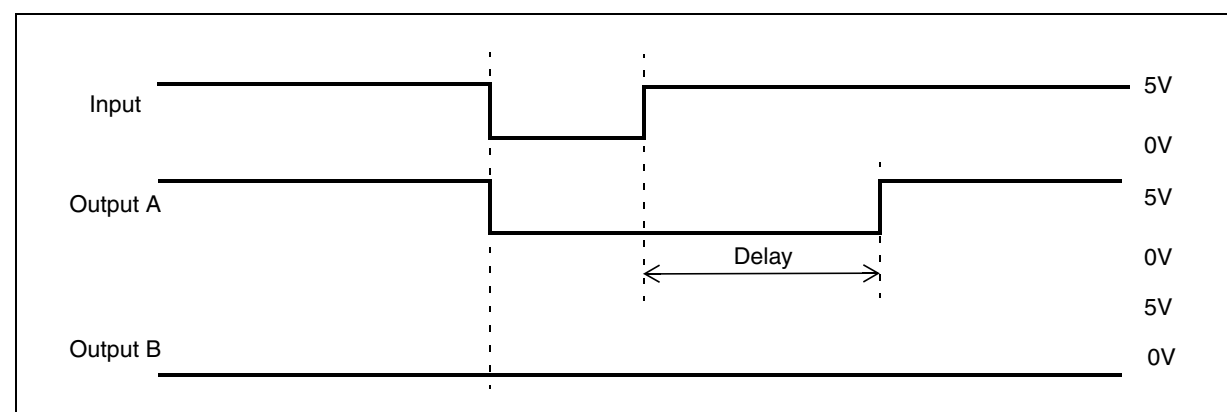 Input
5V
0V
Output A
5V
Delay
0V
5V
Output B
0V